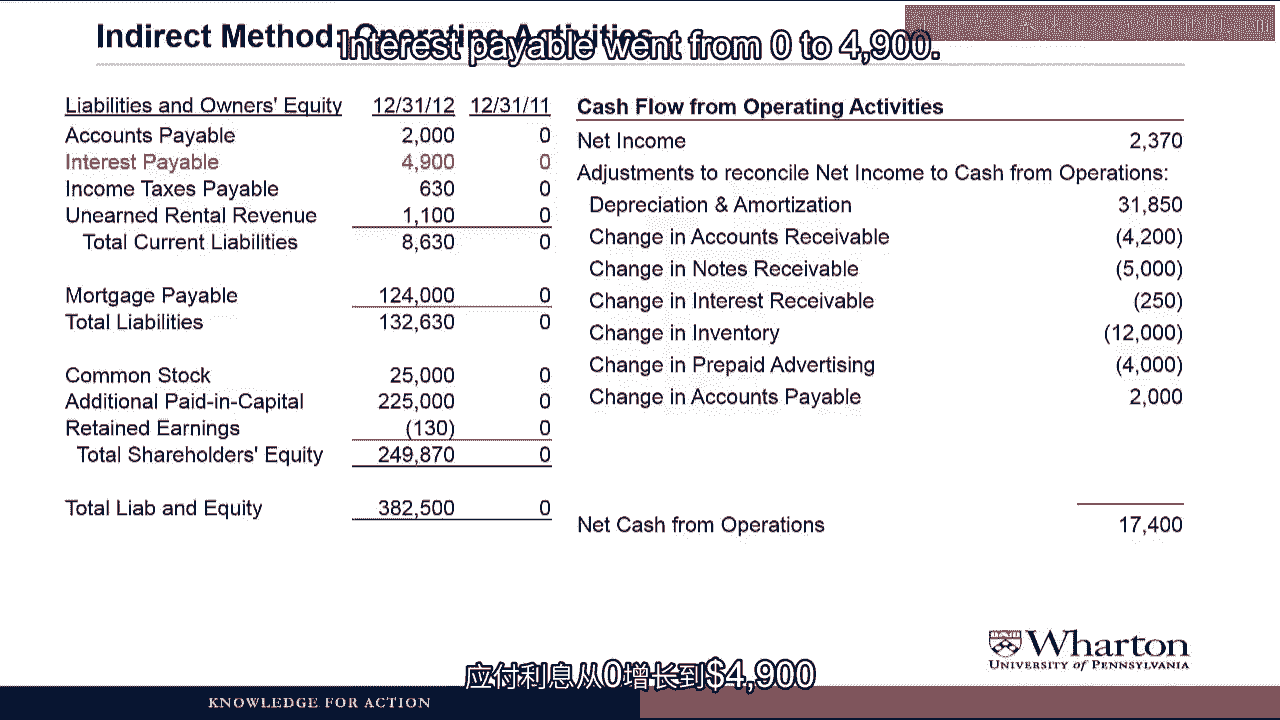 Indirect Method: Operating Activities
Interest payable went from 0 to 4,900.
Liabilities and Owners' Equity 12/31/12 12/31/11
Accounts Payable 2,000 0
Interest Payable 4,900 0
Income Taxes Payable 630 0
Unearned Rental Revenue 1,100 0
Total Current Liabilities 8,630 0
Mortgage Payable 124,000 0
Total Liabilities 132,630 0
Common Stock 25,000 0
Additional Paid-in-Capital 225,000 0
Retained Earnings (130) 0
Total Shareholders' Equity 249,870 0
Total Liab and Equity 382,500 0
Cash Flow from Operating Activities
Net Income 2,370
Adjustments to reconcile Net Income to Cash from Operations:
Depreciation & Amortization 31,850
Change in Accounts Receivable (4,200)
Change in Notes Receivable (5,000)
Change in Interest Receivable (250)
Change in Inventory (12,000)
Change in Prepaid Advertising (4,000)
Change in Accounts Payable 2,000
Net Cash from Operations 17,400
Wharton
UNIVERSITY of PENNSYLVANIA
应付利息从0增长到$4,900
KNOWLEDGE FOR ACTION